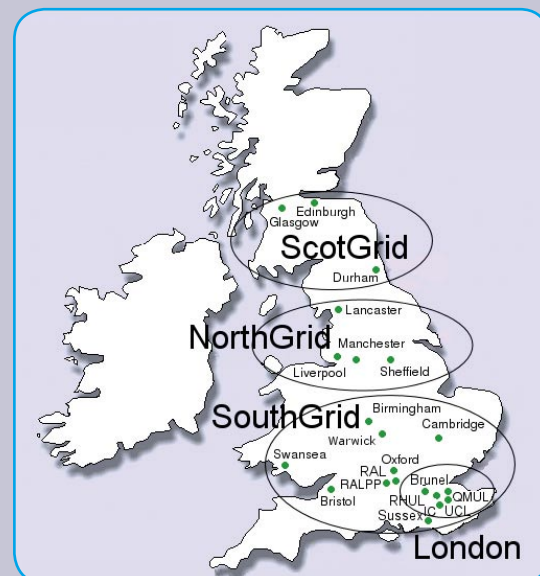 Edinburgh
Glasgow
ScotGrid
Durham
Lancaster
NorthGrid
Manchester
Liverpool
Sheffield
SouthGrid
Birmingham
Cambridge
Warwick
Swansea
Oxford
RAL
RALPP
Brunel
Bristol
RHUL
QMUL
IC
UCL
Sussex
London